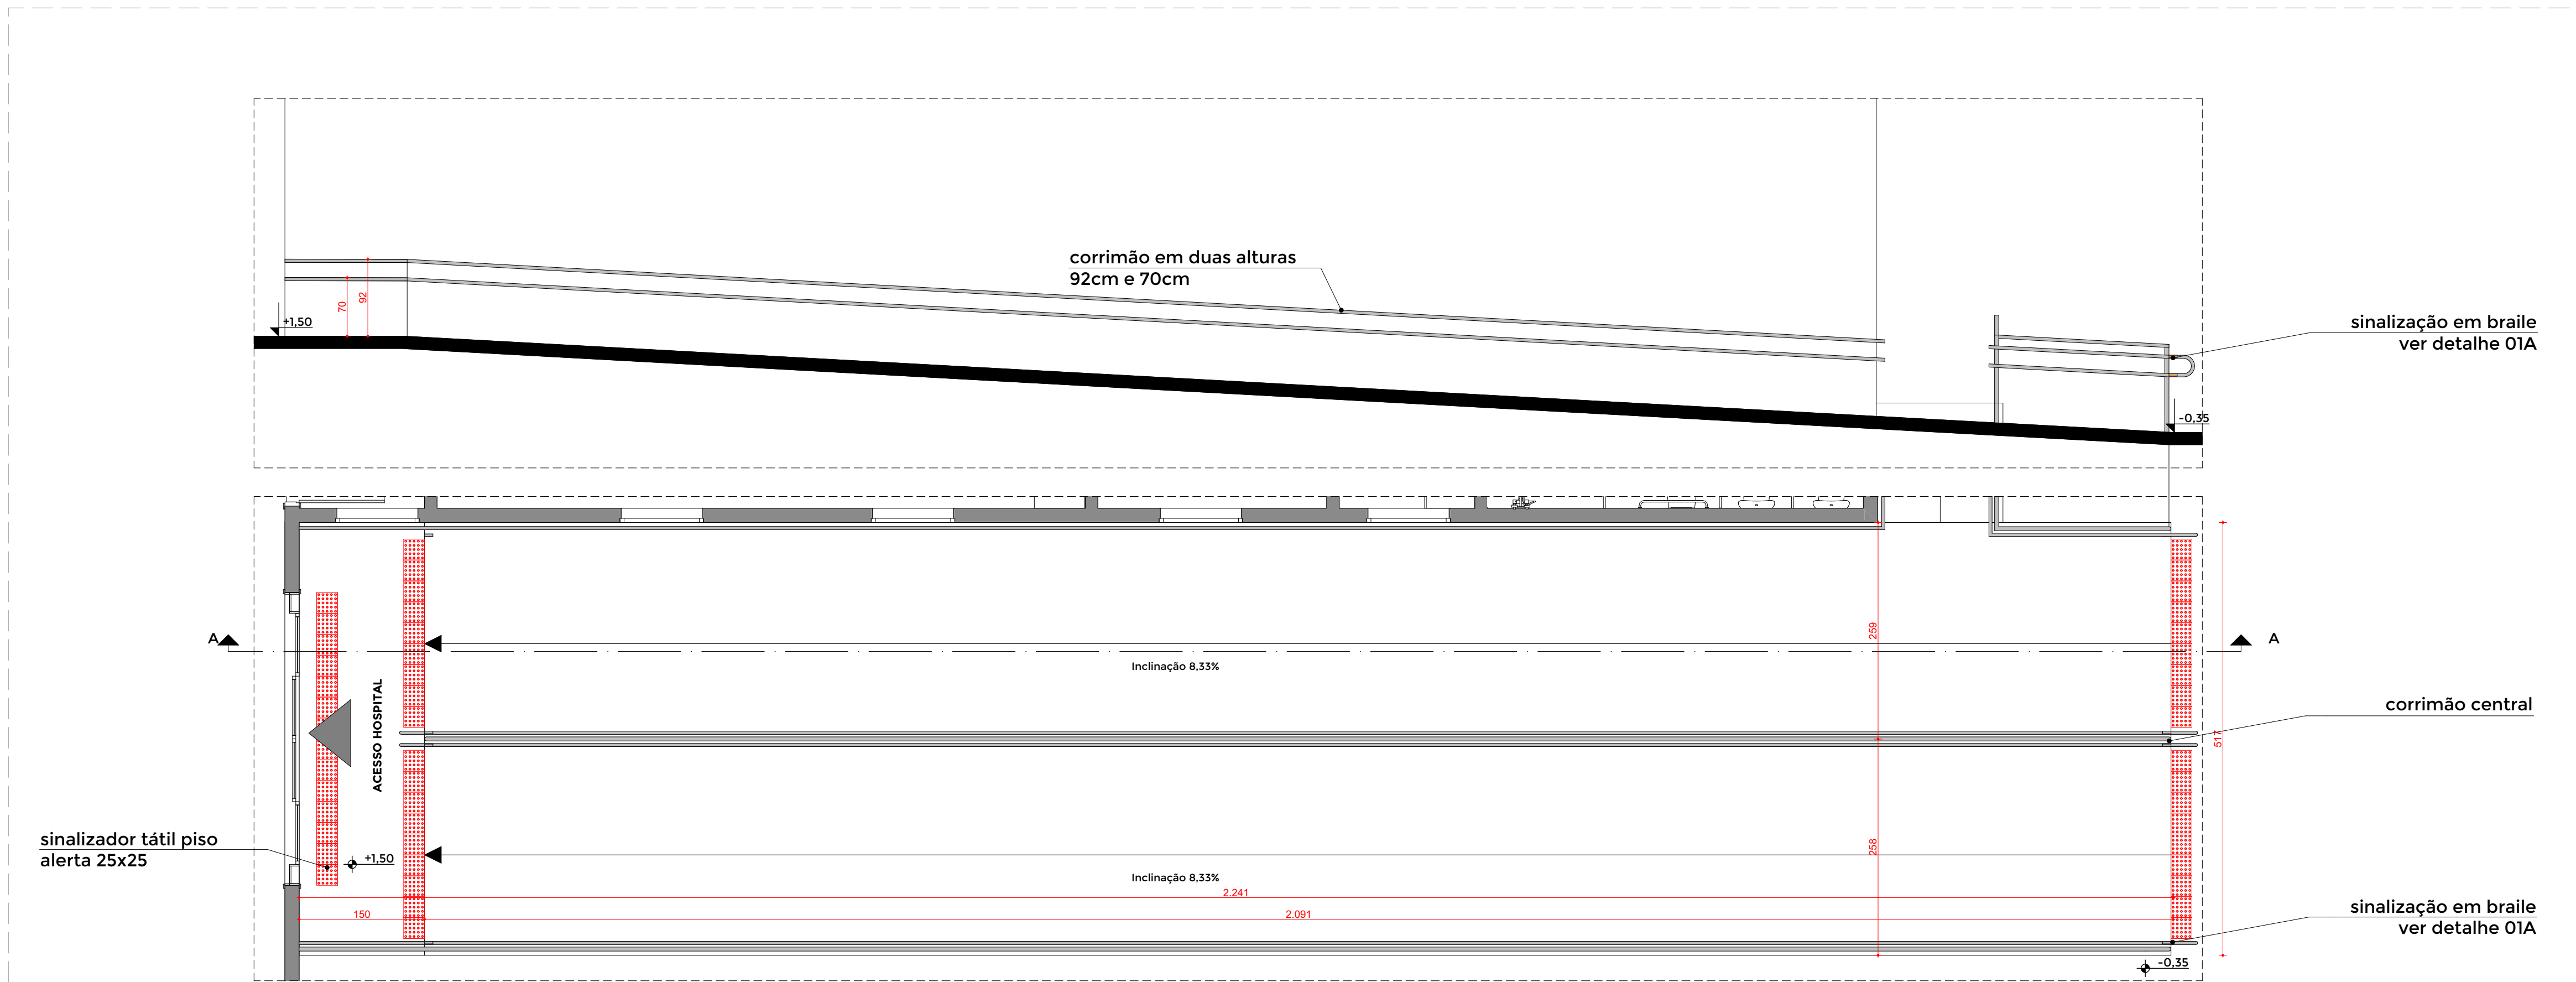 corrimão em duas alturas
92cm e 70cm
70
92
+1,50
sinalização em braile
ver detalhe 01A
-0,35
A
A
259
Inclinação 8,33%
ACESSO HOSPITAL
corrimão central
517
sinalizador tátil piso
alerta 25x25
+1,50
258
Inclinação 8,33%
2.241
150
2.091
sinalização em braile
ver detalhe 01A
-0,35